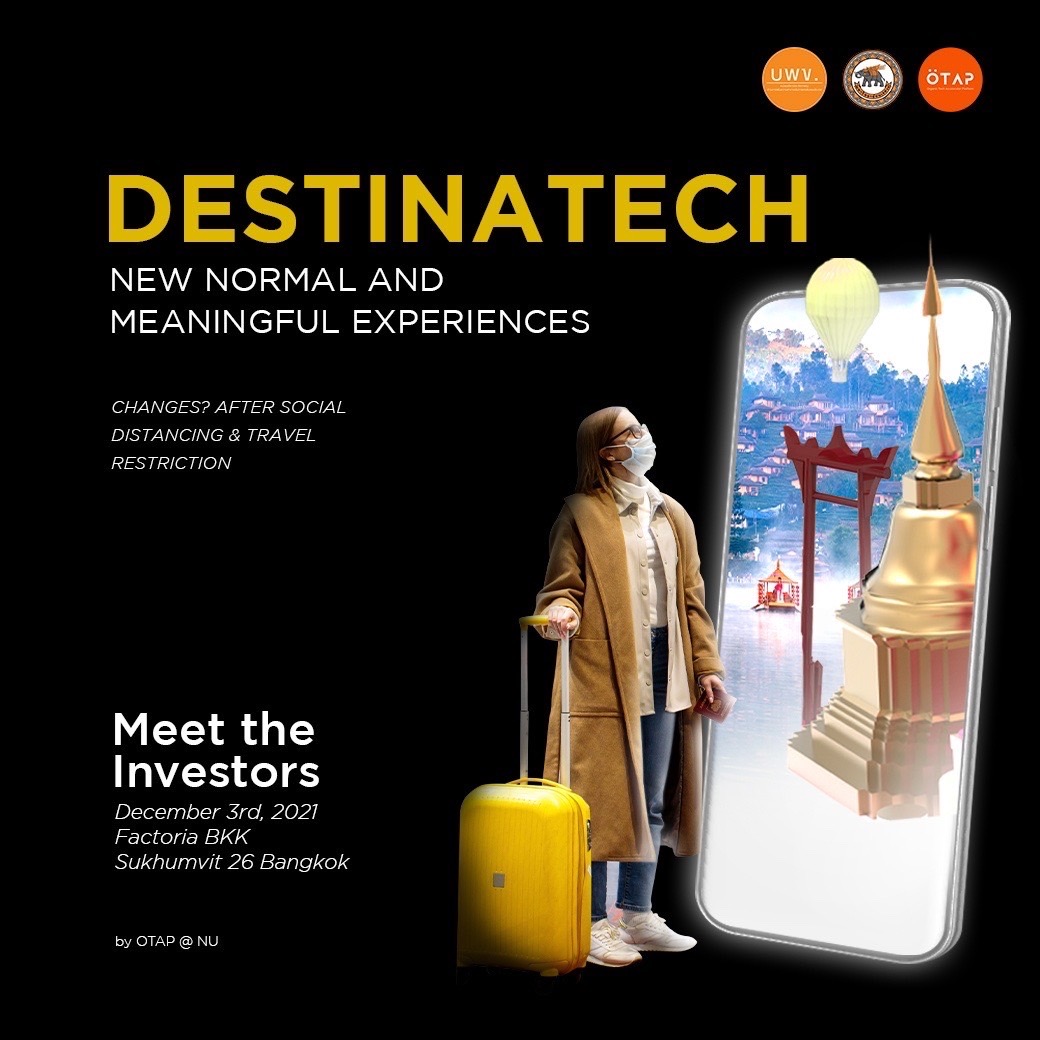 UWV.
ÖTAP
DESTINATECH
NEW NORMAL AND
MEANINGFUL EXPERIENCES
CHANGES? AFTER SOCIAL
DISTANCING & TRAVEL
RESTRICTION
Meet the
Investors
December 3rd, 2021
Factoria BKK
Sukhumvit 26 Bangkok
by OTAP @ NU